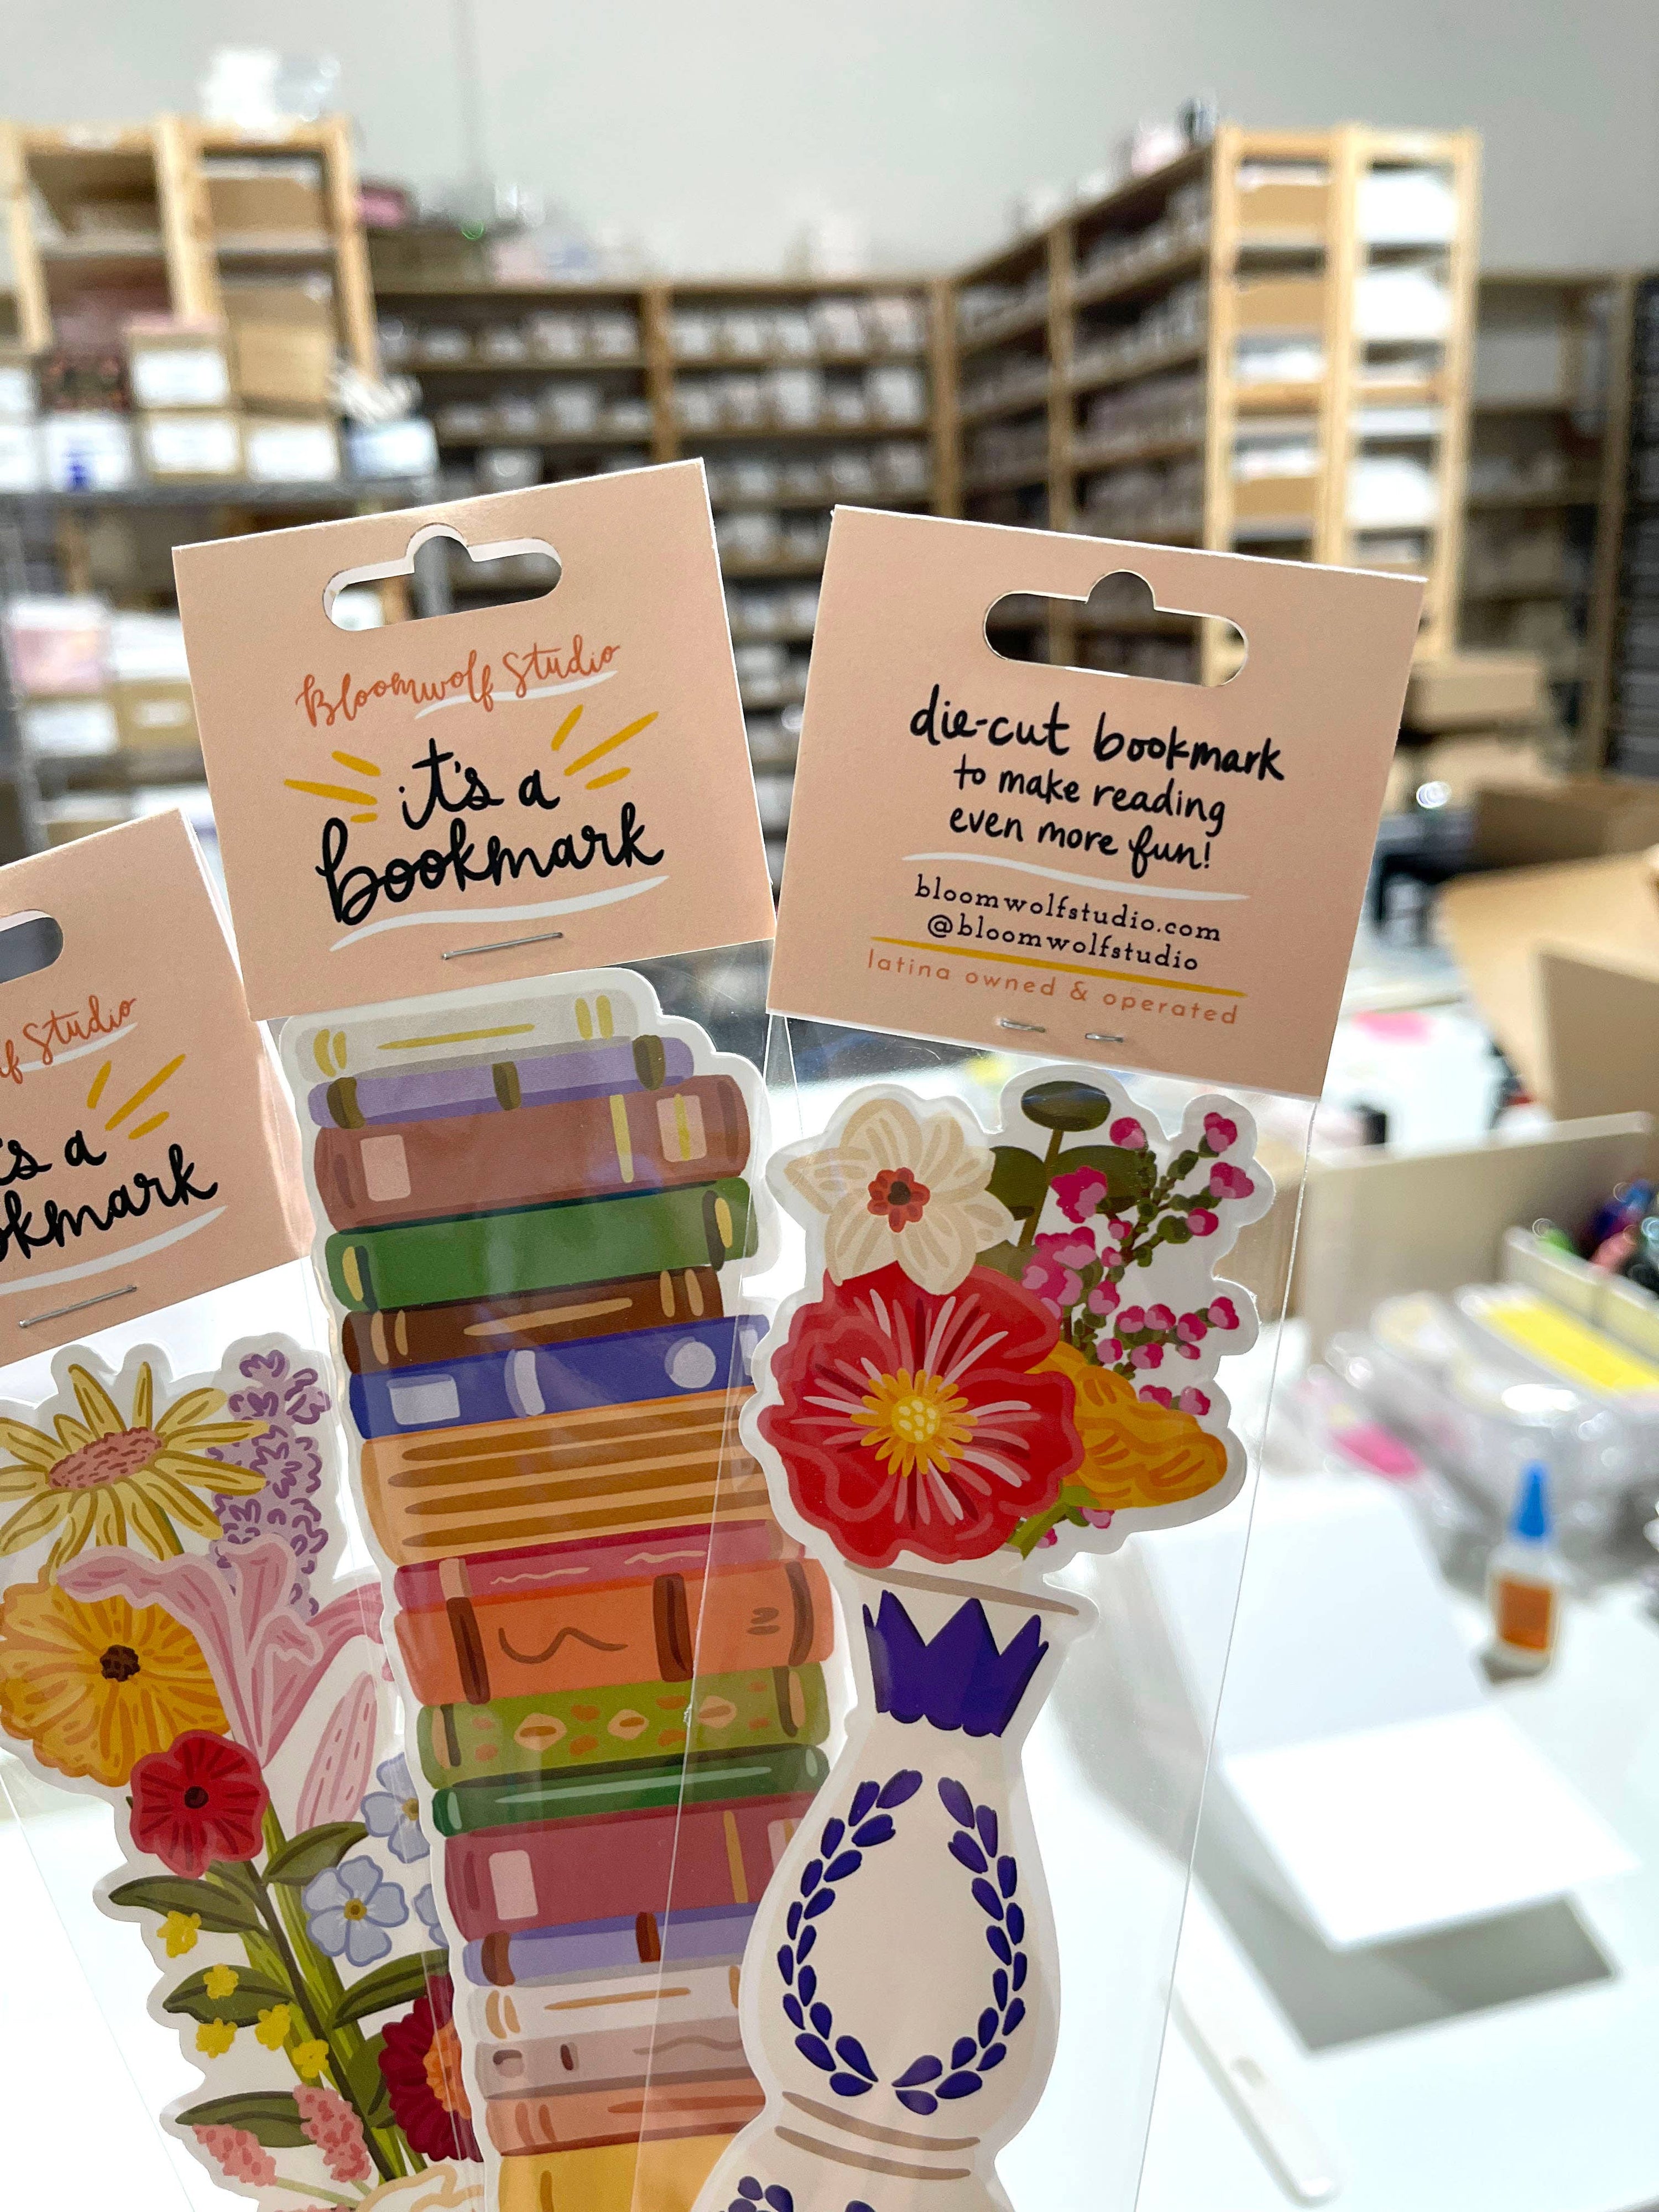 Bloomwolf Studio
it's a
bookmark
die-cut bookmark
to make reading
even more fun!
bloomwolfstudio.com
@bloomwolfstudio
latina owned & operated
Studio
a